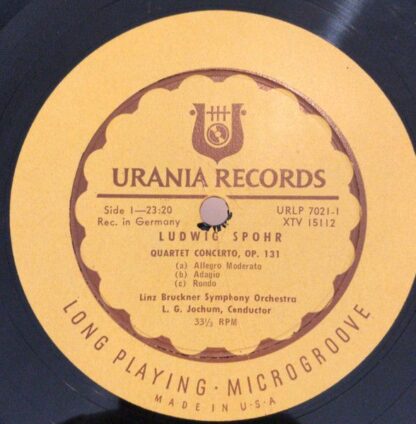 URANIA RECORDS
Side 1—23:20
Rec. in Germany
URLP 7021-1
XTV 15112
LUDWIG SPOHR
QUARTET CONCERTO, OP. 131
(a) Allegro Moderato
(b) Adagio
(c) Rondo
Linz Bruckner Symphony Orchestra
L. G. Jochum, Conductor
33⅓ RPM
LONG PLAYING · MICROGROOVE
MADE IN U·S·A